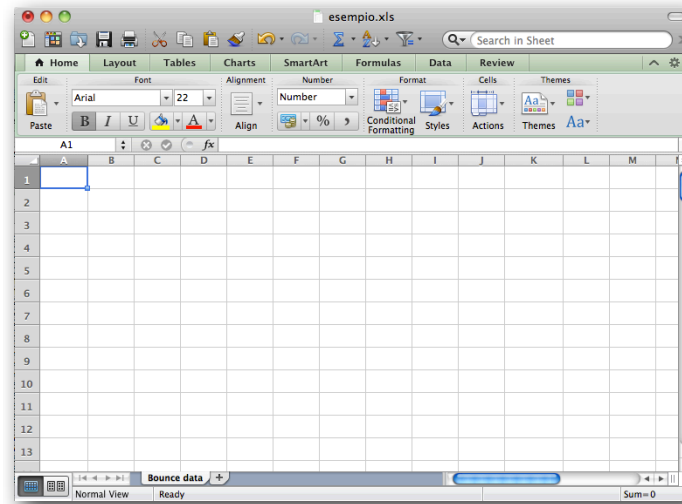 esempio.xls
Search in Sheet
Home Layout Tables Charts SmartArt Formulas Data Review
Edit Font Alignment Number Format Cells Themes
Arial 22 Number
Paste B I U A Align % , Conditional Formatting Styles Actions Aa Themes Aa
A1 fx
A B C D E F G H I J K L M
1
2
3
4
5
6
7
8
9
10
11
12
13
Bounce data +
Normal View Ready Sum=0